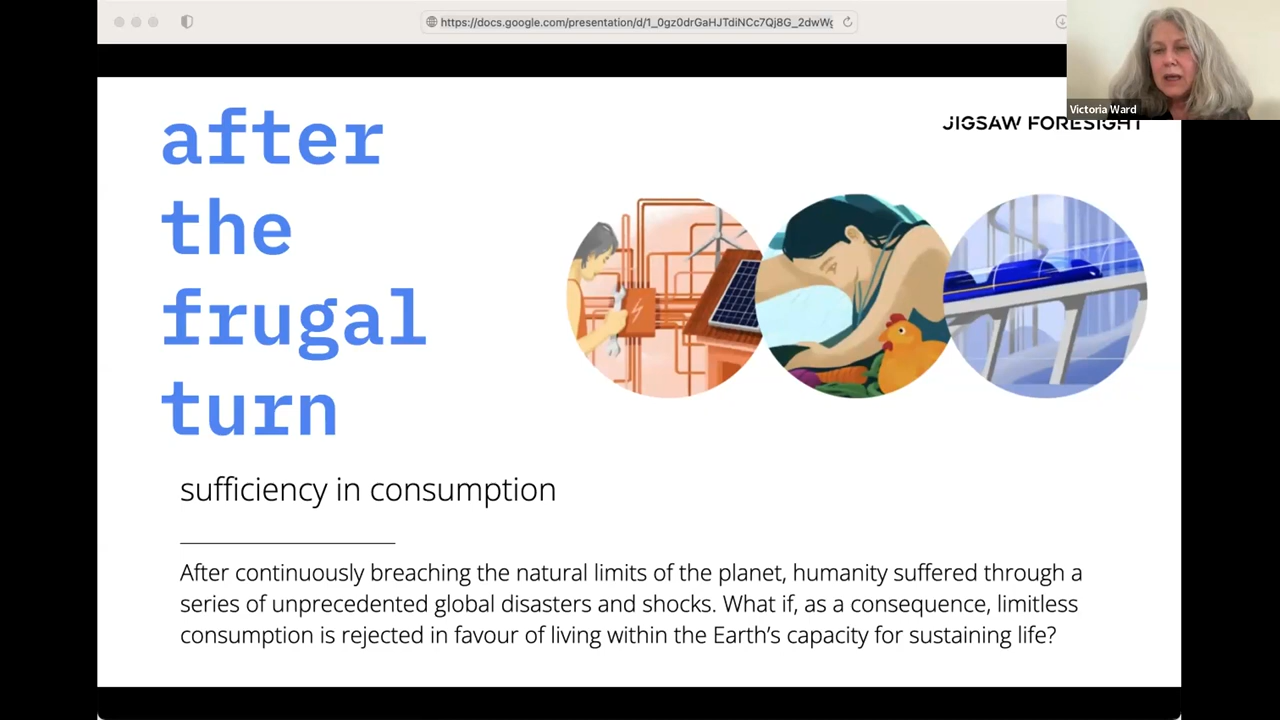 https://docs.google.com/presentation/d/1_0gz0drGaHJTdiNCc7Qj8G_2dwWg
Victoria Ward
JIGSAW FORESIGHT
after
the
frugal
turn
sufficiency in consumption
After continuously breaching the natural limits of the planet, humanity suffered through a
series of unprecedented global disasters and shocks. What if, as a consequence, limitless
consumption is rejected in favour of living within the Earth’s capacity for sustaining life?